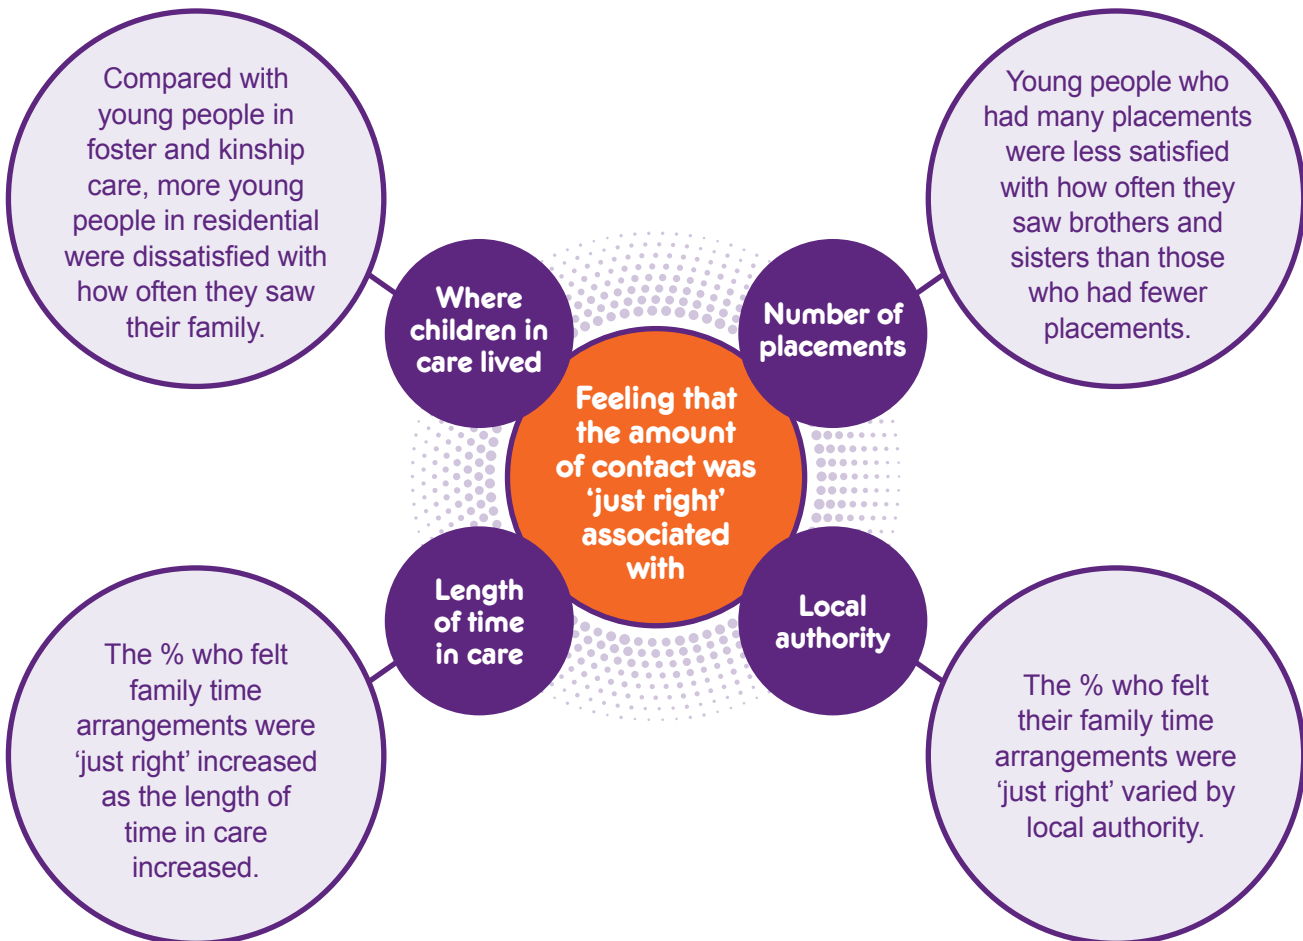 Compared with
young people in
foster and kinship
care, more young
people in residential
were dissatisfied with
how often they saw
their family.
Where
children in
care lived
Young people who
had many placements
were less satisfied
with how often they
saw brothers and
sisters than those
who had fewer
placements.
Number of
placements
Feeling that
the amount
of contact was
‘just right’
associated
with
Length
of time
in care
The % who felt
family time
arrangements were
‘just right’ increased
as the length of
time in care
increased.
Local
authority
The % who felt
their family time
arrangements were
‘just right’ varied by
local authority.